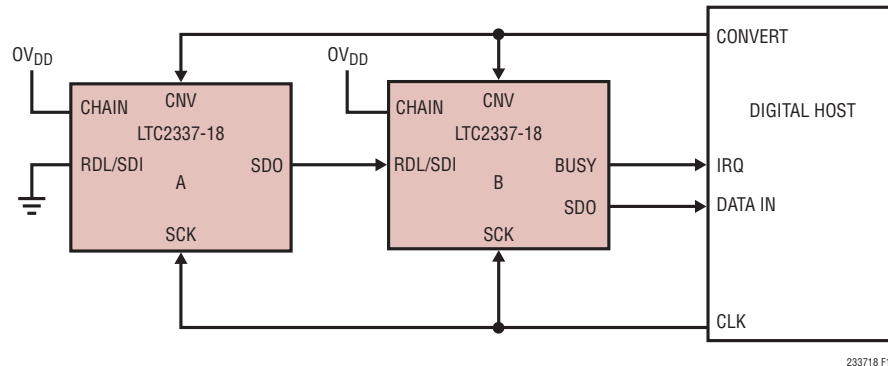 CONVERT
OVDD
OVDD
CHAIN
CNV
LTC2337-18
RDL/SDI
SDO
A
SCK
CHAIN
CNV
LTC2337-18
RDL/SDI
BUSY
B
SDO
SCK
DIGITAL HOST
IRQ
DATA IN
CLK